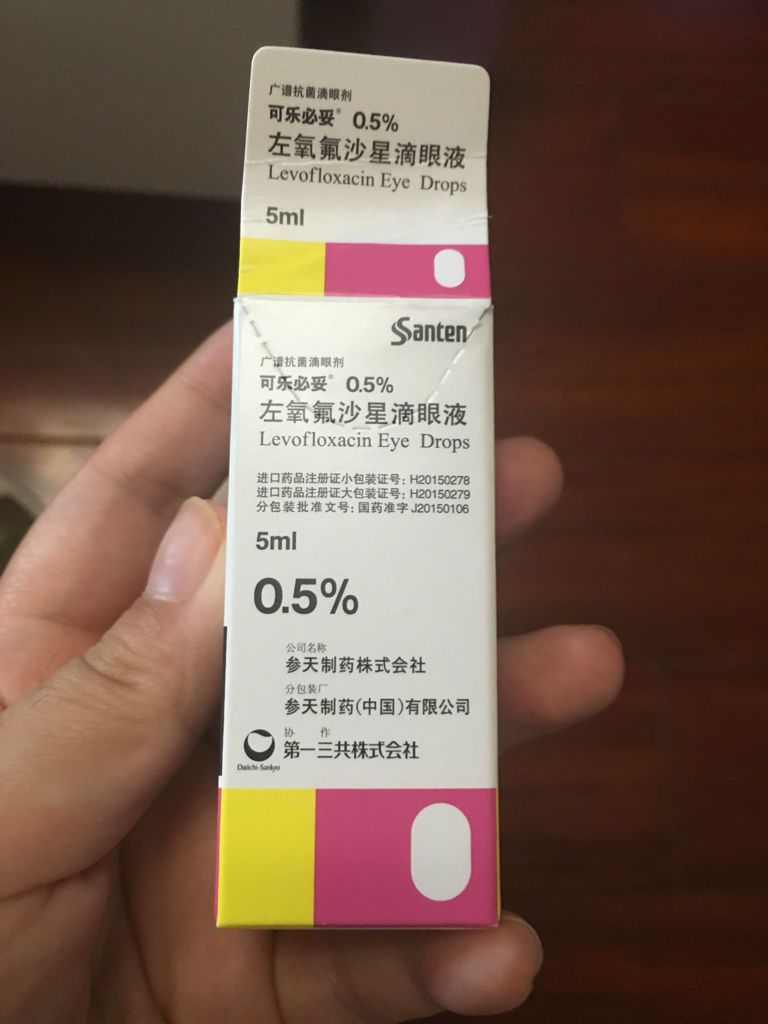 广谱抗菌滴眼剂
可乐必妥® 0.5%
左氧氟沙星滴眼液
Levofloxacin Eye Drops
5ml
Santen
广谱抗菌滴眼剂
可乐必妥® 0.5%
左氧氟沙星滴眼液
Levofloxacin Eye Drops
进口药品注册证小包装证号：H20150278
进口药品注册证大包装证号：H20150279
分包装批准文号：国药准字 J20150106
5ml
0.5%
公司名称
参天制药株式会社
分包装厂
参天制药(中国)有限公司
协 作
第一三共株式会社
Daiichi-Sankyo